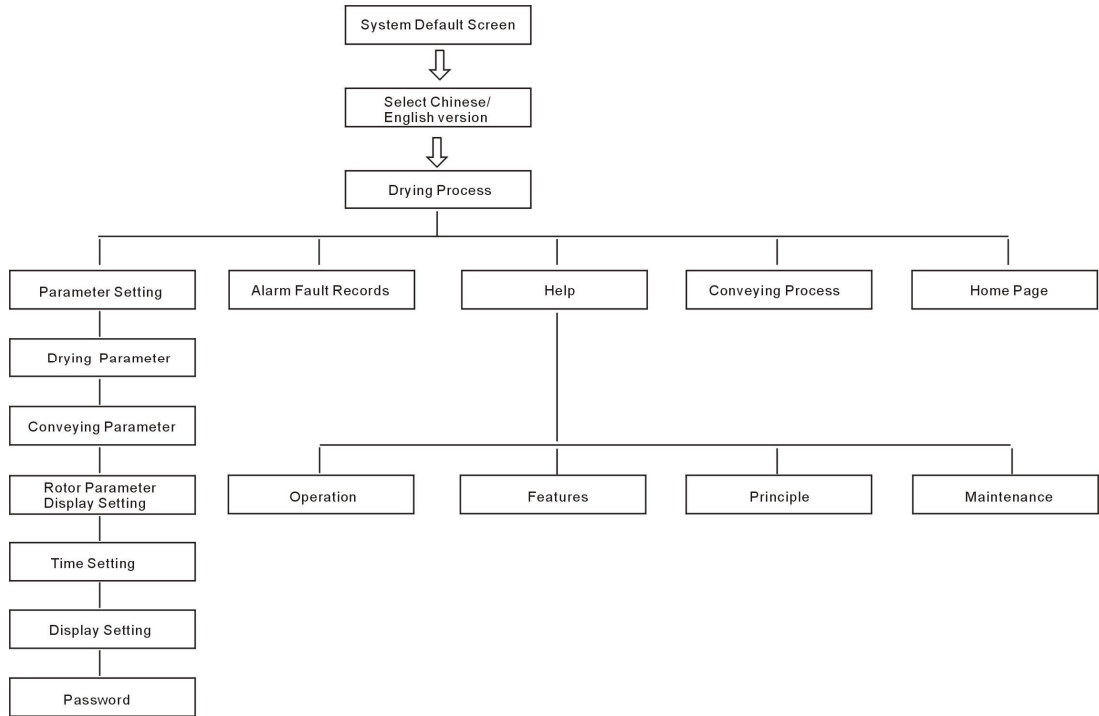 System Default Screen
Select Chinese/
English version
Drying Process
Parameter Setting
Alarm Fault Records
Help
Conveying Process
Home Page
Drying Parameter
Conveying Parameter
Rotor Parameter
Display Setting
Operation
Features
Principle
Maintenance
Time Setting
Display Setting
Password